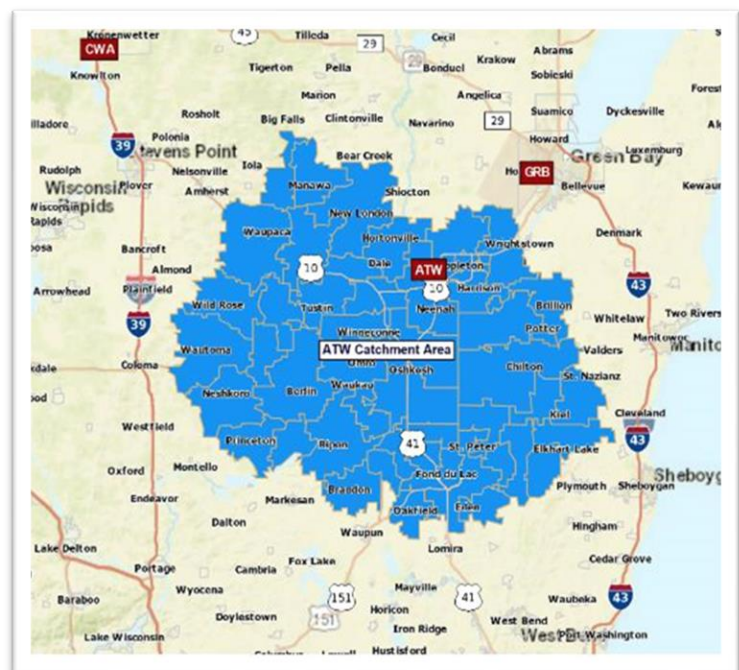 Kronenwetter
45
Tilleda
Cecil
Abrams
CWA
29
29
Krakow
Knowlton
Tigerton
Pella
Bonduel
Sobieski
Marion
Angelica
Suamico
Dyckesville
Rosholt
Big Falls
Clintonville
Navarino
29
Howard
39
Polonia
Luxemburg
Stevens Point
Iola
Bear Creek
Green Bay
Rudolph
Nelsonville
GRB
Wisconsin Rapids
Plover
Amherst
Manawa
Shiocton
Bellevue
New London
Waupaca
Hortonville
Denmark
Bancroft
Wrightstown
Almond
10
Dale
ATW
Appleton
Arrowhead
Plainfield
10
Harrison
43
Wild Rose
Tustin
Neenah
Brillion
Whitelaw
Two Rivers
39
Winneconne
Potter
Wautoma
ATW Catchment Area
Valders
Manitowoc
Coloma
Omro
Oshkosh
Chilton
St. Nazianz
Neshkoro
Berlin
Waukau
Kiel
Cleveland
Westfield
Princeton
Ripon
41
St. Peter
Elkhart Lake
43
Oxford
Montello
Fond du Lac
Plymouth
Sheboygan
Endeavor
Markesan
Brandon
Oakfield
Eden
Dalton
Waupun
Hingham
Lake Delton
Lomira
Cedar Grove
Portage
Cambria
Fox Lake
Wyocena
151
Mayville
41
43
Baraboo
Horicon
Waubeka
Doylestown
151
Iron Ridge
West Bend
Port Washington
Lake Wisconsin
Hustisford